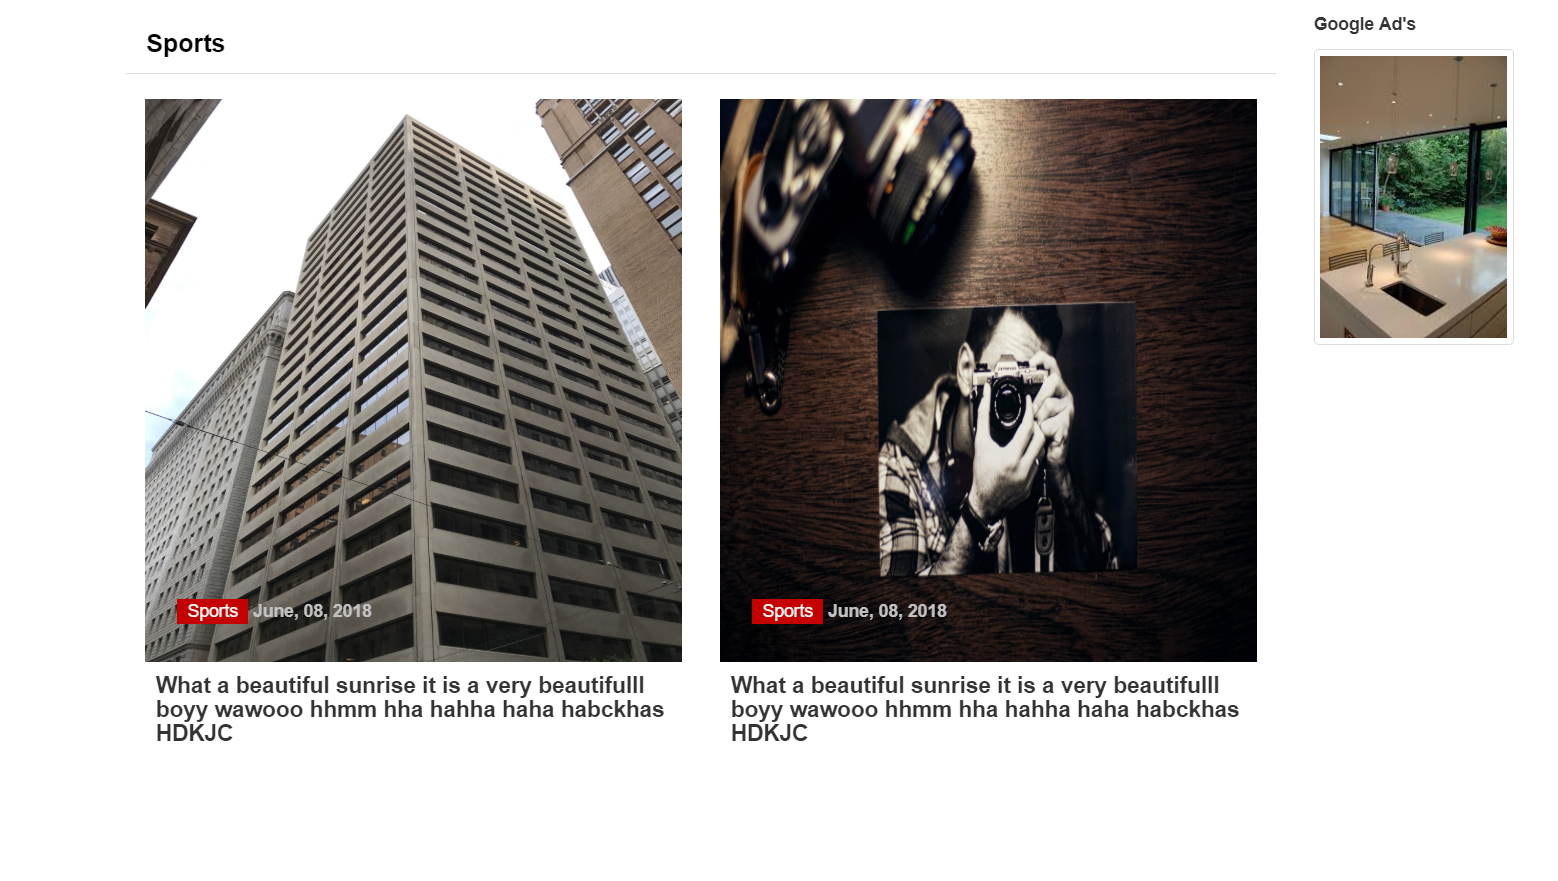 Sports
Google Ad's
Sports June, 08, 2018
What a beautiful sunrise it is a very beautifulll
boyy wawooo hhmm hha hahha haha habckhas
HDKJC
Sports June, 08, 2018
What a beautiful sunrise it is a very beautifulll
boyy wawooo hhmm hha hahha haha habckhas
HDKJC